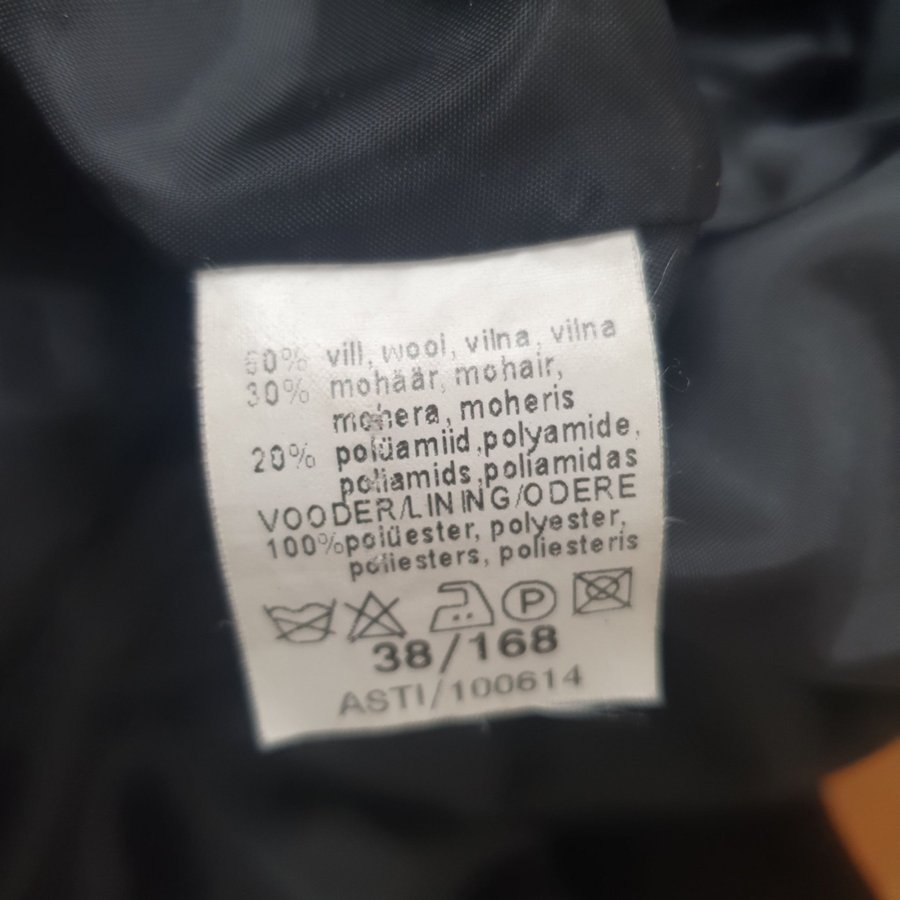 50% vill, wool, vilna, vilna
30% mohäär, mohair,
mohera, moheris
20% polüamiid,polyamide,
poliamids,poliamidas
VOODER/LINING/ODERE
100%polüester, polyester,
poliesters, poliesteris
P
38/168
ASTI/100614